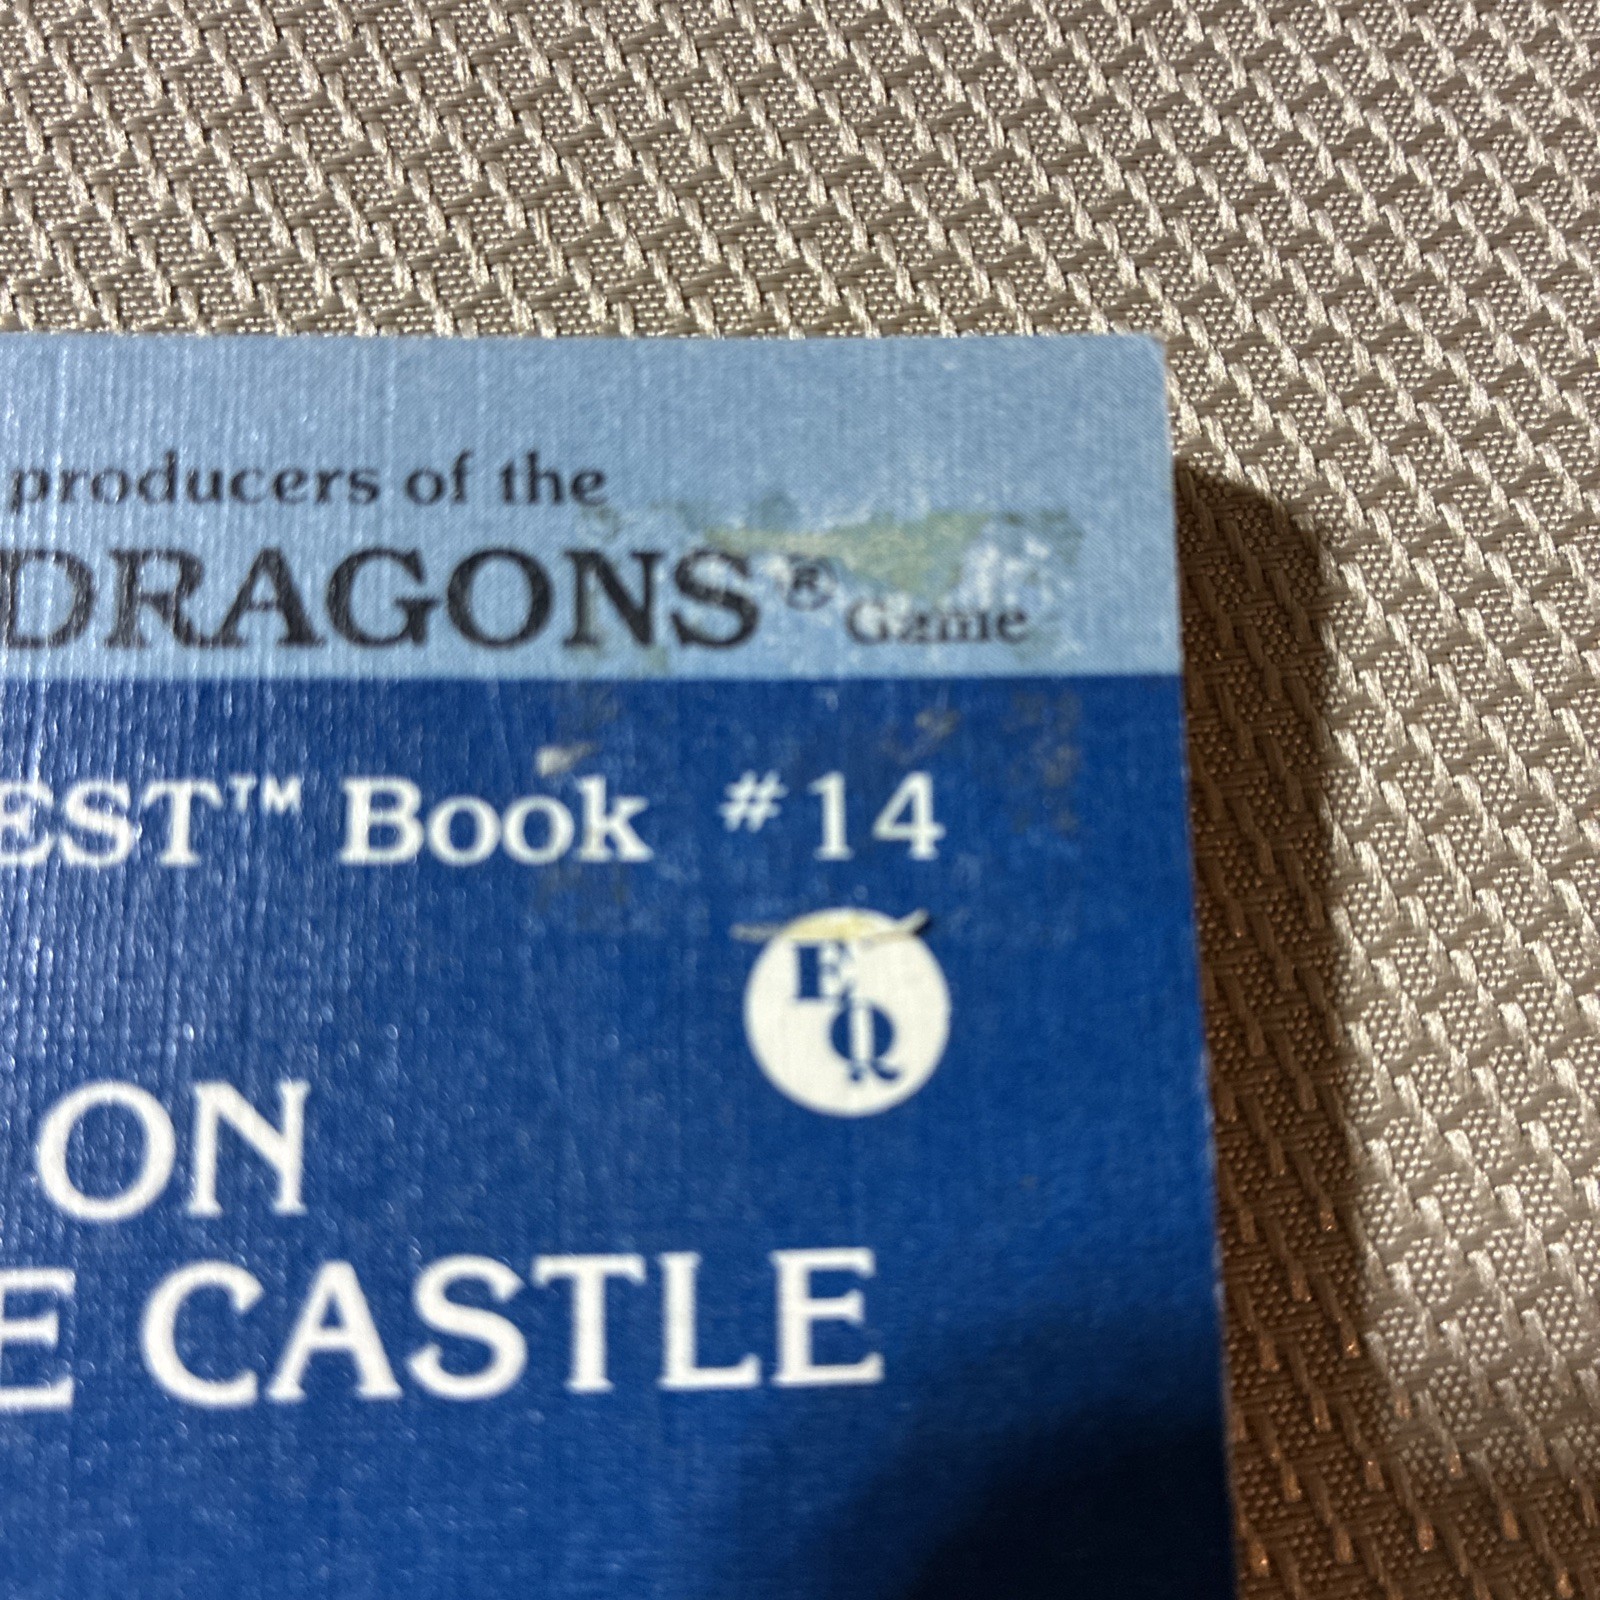 producers of the
DRAGONS® Game
EST™ Book #14
EQ
ON
E CASTLE